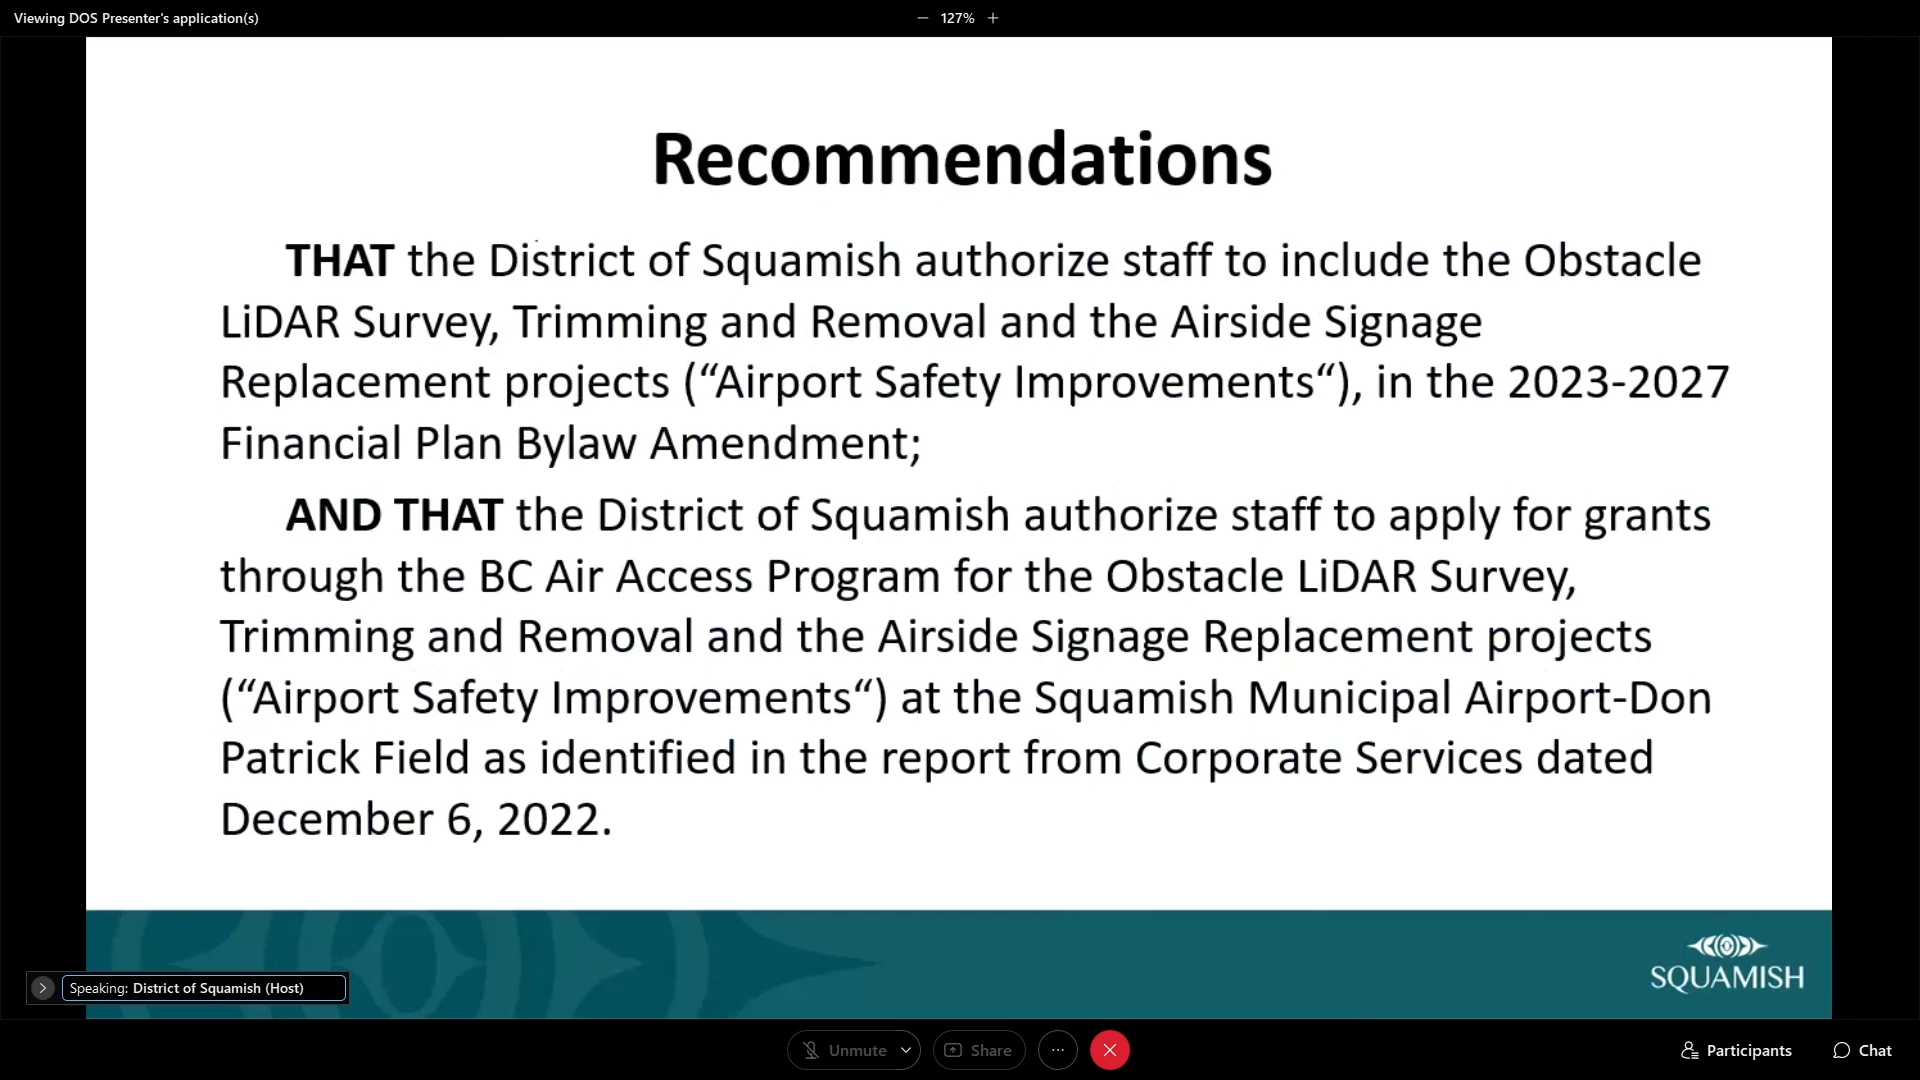 Viewing DOS Presenter's application(s)
127%
Recommendations
THAT the District of Squamish authorize staff to include the Obstacle
LiDAR Survey, Trimming and Removal and the Airside Signage
Replacement projects (“Airport Safety Improvements“), in the 2023-2027
Financial Plan Bylaw Amendment;
AND THAT the District of Squamish authorize staff to apply for grants
through the BC Air Access Program for the Obstacle LiDAR Survey,
Trimming and Removal and the Airside Signage Replacement projects
(“Airport Safety Improvements“) at the Squamish Municipal Airport-Don
Patrick Field as identified in the report from Corporate Services dated
December 6, 2022.
SQUAMISH
Speaking: District of Squamish (Host)
Unmute
Share
Participants
Chat